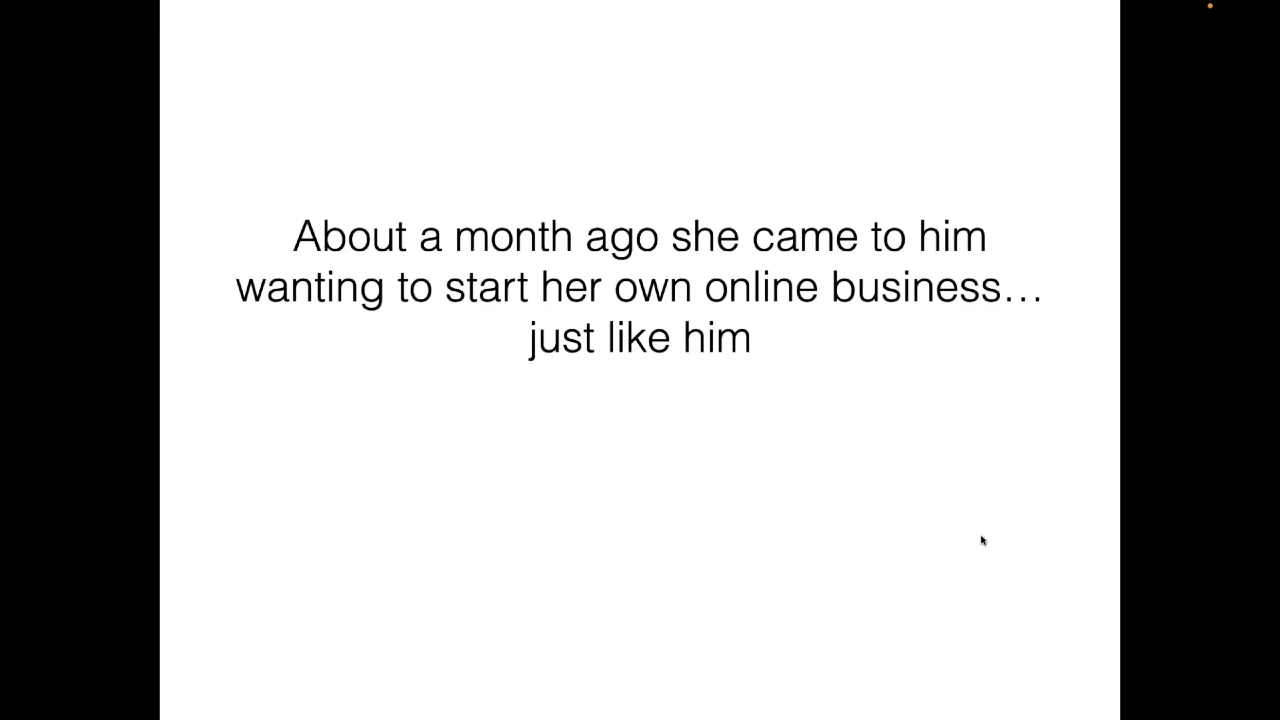 About a month ago she came to him
wanting to start her own online business…
just like him